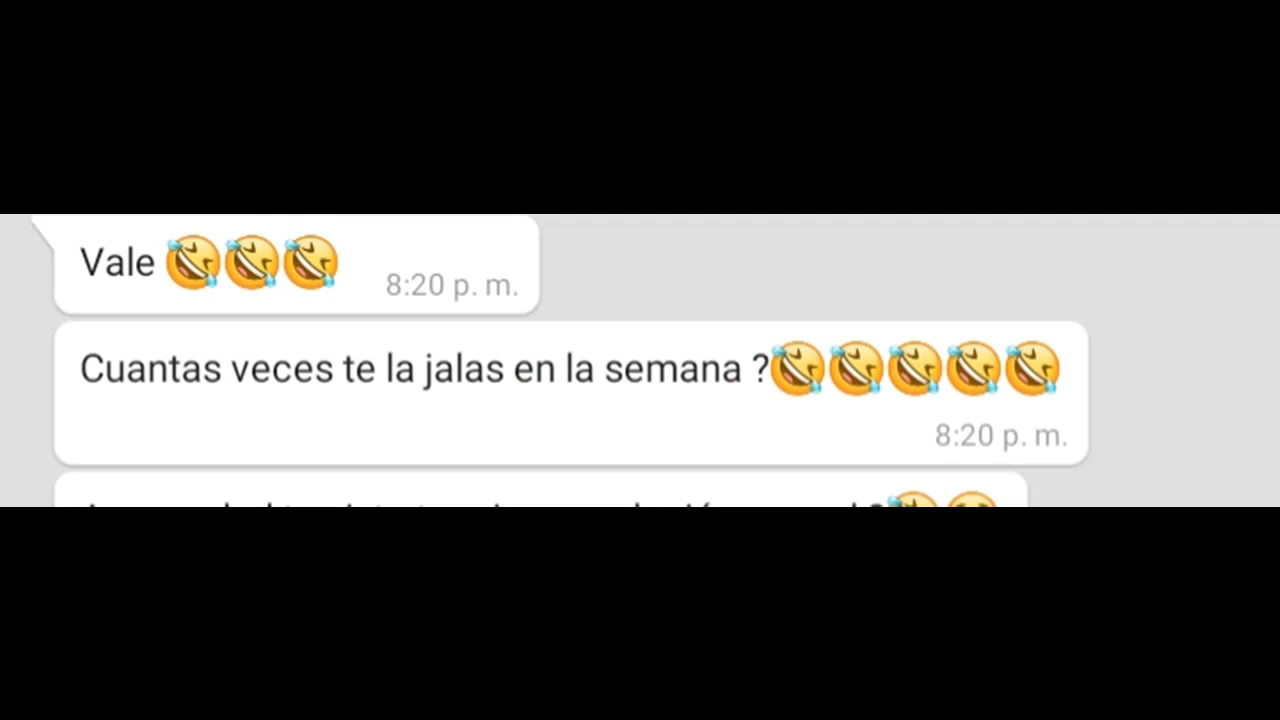 Vale 🤣🤣🤣 8:20 p. m.
Cuantas veces te la jalas en la semana ?🤣🤣🤣🤣🤣
8:20 p. m.